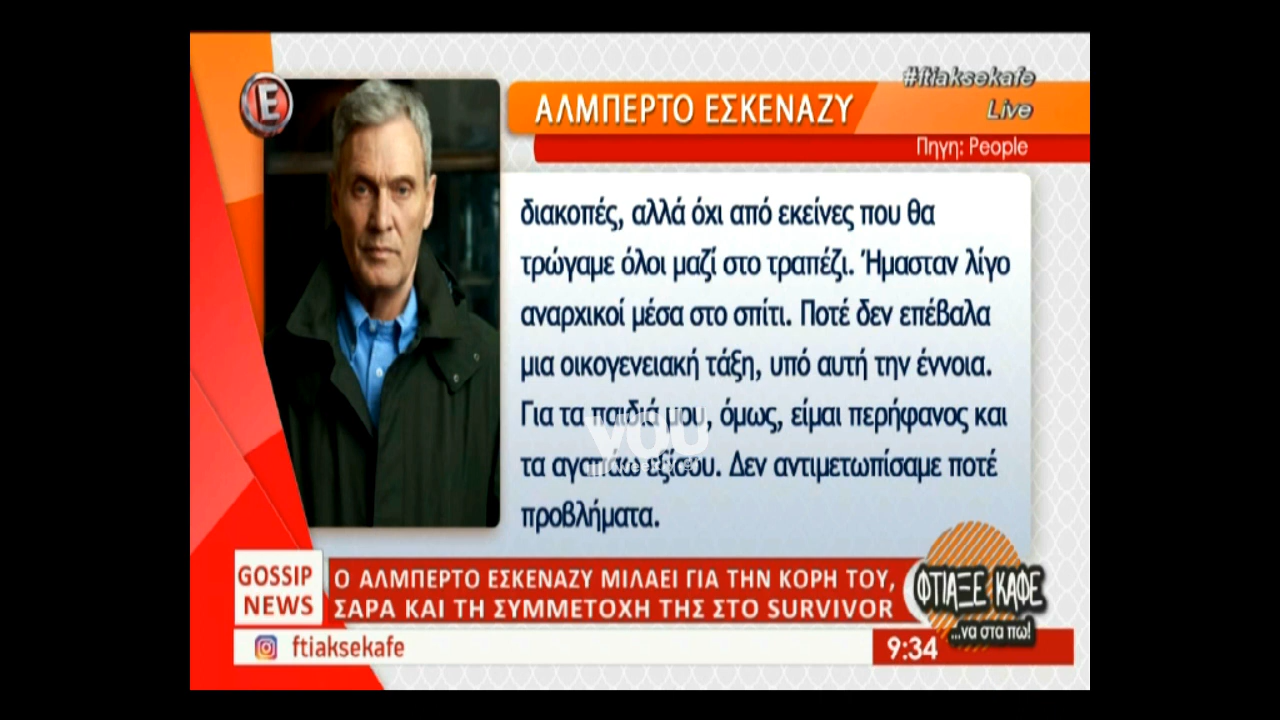 E
#ftiaksekafe
ΑΛΜΠΕΡΤΟ ΕΣΚΕΝΑΖΥ
Live
Πηγη: People
διακοπές, αλλά όχι από εκείνες που θα
τρώγαμε όλοι μαζί στο τραπέζι. Ήμασταν λίγο
αναρχικοί μέσα στο σπίτι. Ποτέ δεν επέβαλα
μια οικογενειακή τάξη, υπό αυτή την έννοια.
Για τα παιδιά μου, όμως, είμαι περήφανος και
τα αγαπάω εξίσου. Δεν αντιμετωπίσαμε ποτέ
προβλήματα.
YOU
weekly.gr
GOSSIP
NEWS
Ο ΑΛΜΠΕΡΤΟ ΕΣΚΕΝΑΖΥ ΜΙΛΑΕΙ ΓΙΑ ΤΗΝ ΚΟΡΗ ΤΟΥ,
ΣΑΡΑ ΚΑΙ ΤΗ ΣΥΜΜΕΤΟΧΗ ΤΗΣ ΣΤΟ SURVIVOR
ΦΤΙΑΞΕ ΚΑΦΕ
...να στα πω!
ftiaksekafe
9:34